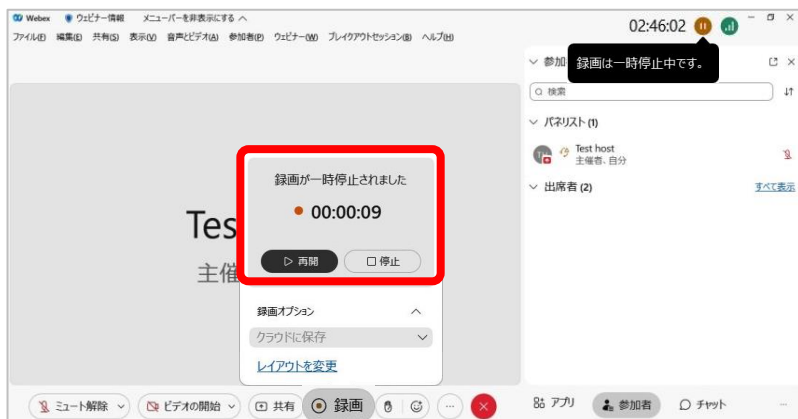 Webex ウェビナー情報 メニューバーを非表示にする
02:46:02
ファイル(F) 編集(E) 共有(S) 表示(V) 音声とビデオ(A) 参加者(P) ウェビナー(W) ブレイクアウトセッション(B) ヘルプ(H)
参加
録画は一時停止中です。
検索
パネリスト (1)
Test host
主催者、自分
出席者 (2) すべて表示
録画が一時停止されました
00:00:09
再開 停止
Tes
主催
録画オプション
クラウドに保存
レイアウトを変更
ミュート解除 ビデオの開始 共有 録画 アプリ 参加者 チャット